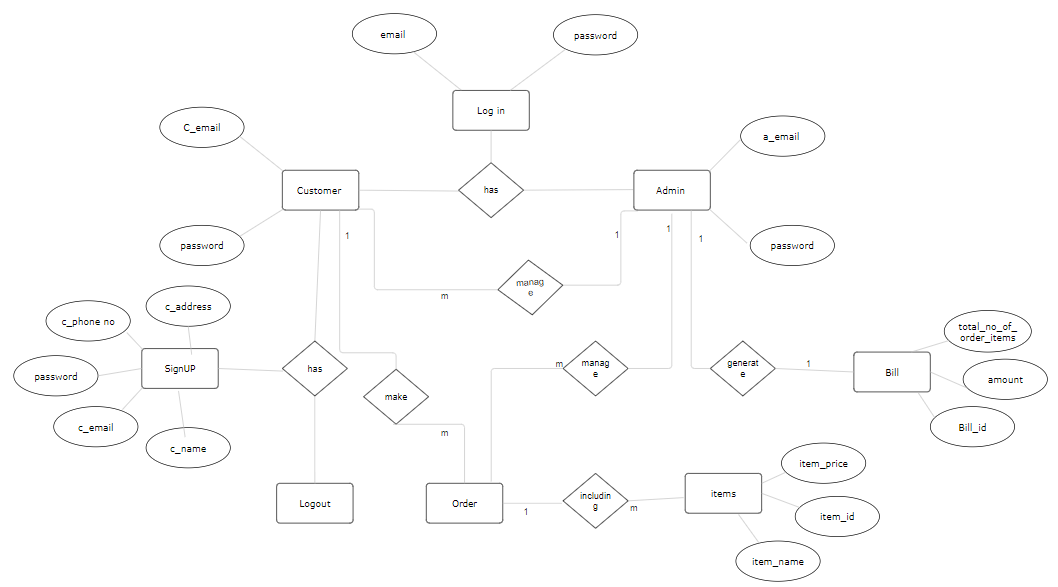 email
password
Log in
C_email
a_email
Customer
has
Admin
password
password
1
1
1
1
manag
e
m
c_address
c_phone no
total_no_of_
order_items
SignUP
has
m
manag
e
generat
e
1
Bill
password
amount
make
c_email
Bill_id
m
c_name
item_price
Logout
Order
includin
g
items
1
m
item_id
item_name